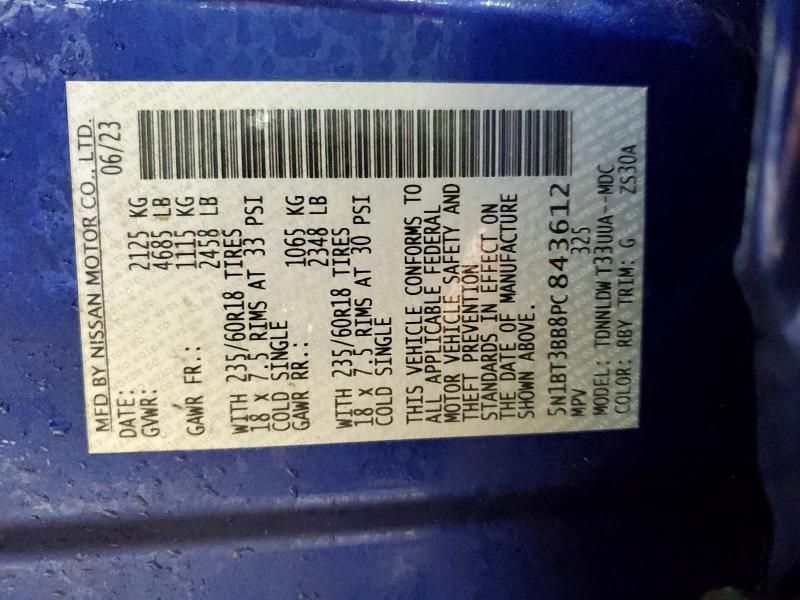 MFD BY NISSAN MOTOR CO., LTD.
DATE: 06/23
GVWR: 2125 KG
4685 LB
GAWR FR.: 1115 KG
2458 LB
WITH 235/60R18 TIRES
18 X 7.5 RIMS AT 33 PSI
COLD SINGLE
GAWR RR.: 1065 KG
2348 LB
WITH 235/60R18 TIRES
18 X 7.5 RIMS AT 30 PSI
COLD SINGLE
THIS VEHICLE CONFORMS TO
ALL APPLICABLE FEDERAL
MOTOR VEHICLE SAFETY AND
THEFT PREVENTION
STANDARDS IN EFFECT ON
THE DATE OF MANUFACTURE
SHOWN ABOVE.
5N1BT3BB8PC843612
MPV 325
MODEL: TDNNLDWT33UUA--MDC
COLOR: RBY TRIM: G ZS30A